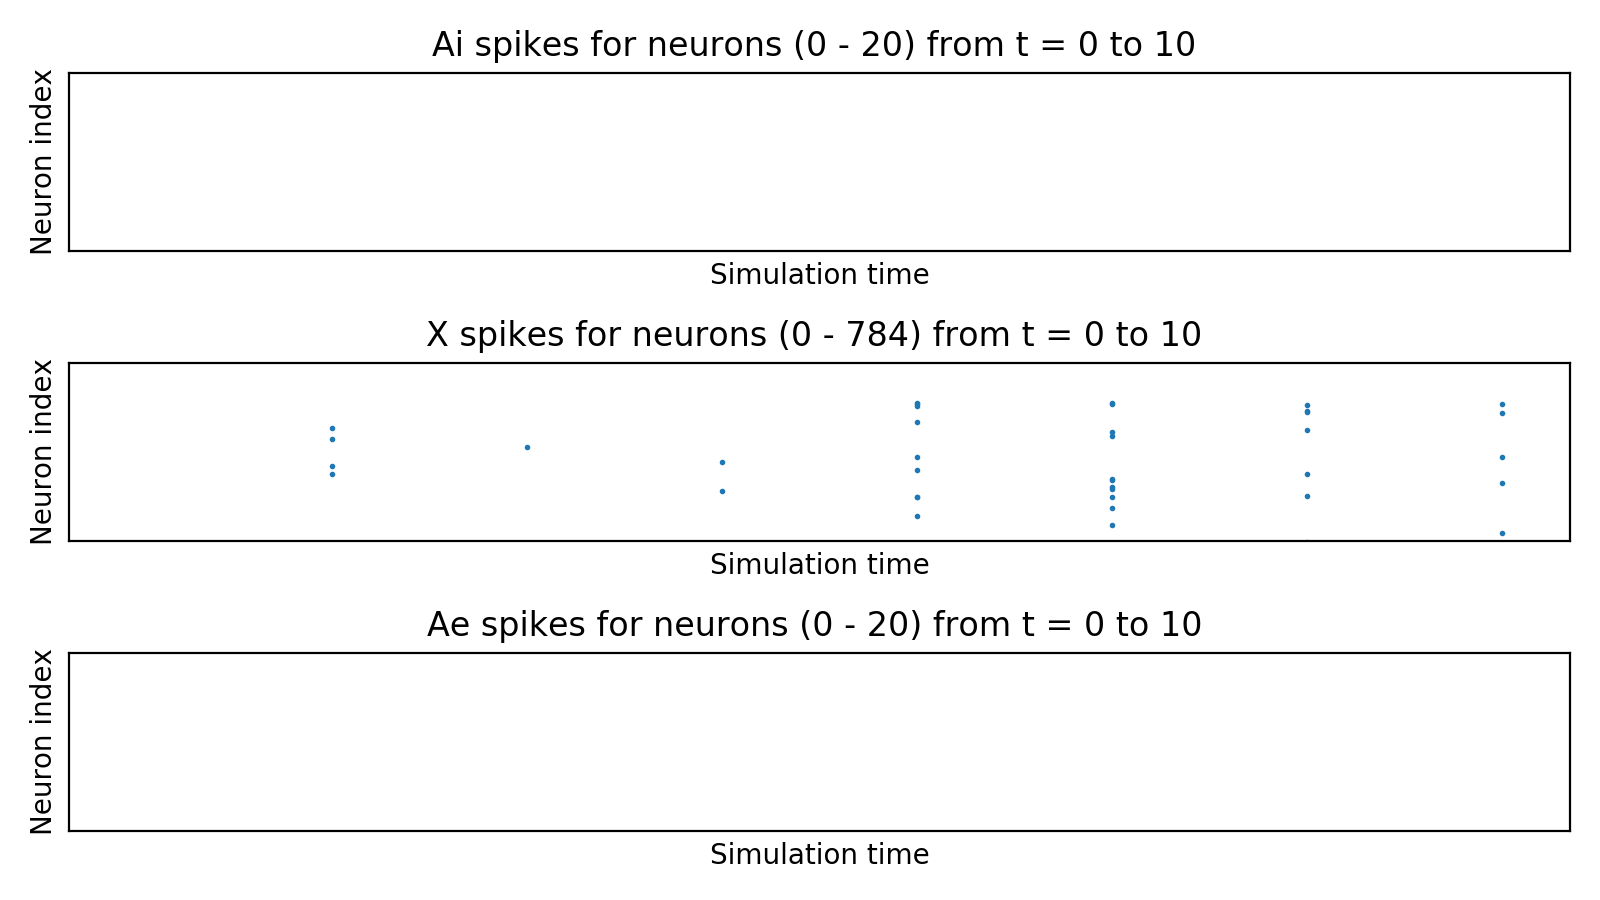 Ai spikes for neurons (0 - 20) from t = 0 to 10
Neuron index
Simulation time
X spikes for neurons (0 - 784) from t = 0 to 10
Neuron index
Simulation time
Ae spikes for neurons (0 - 20) from t = 0 to 10
Neuron index
Simulation time